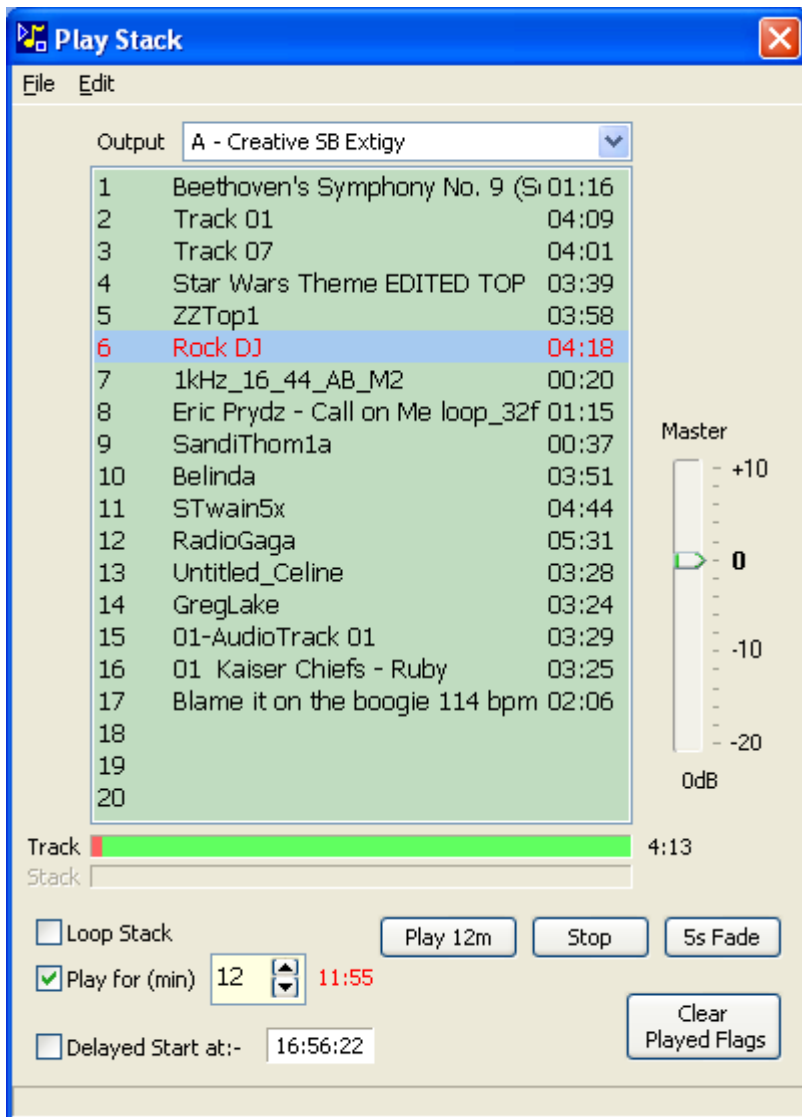 Play Stack
File Edit
Output A - Creative SB Extigy
1 Beethoven's Symphony No. 9 (S 01:16
2 Track 01 04:09
3 Track 07 04:01
4 Star Wars Theme EDITED TOP 03:39
5 ZZTop1 03:58
6 Rock DJ 04:18
7 1kHz_16_44_AB_M2 00:20
8 Eric Prydz - Call on Me loop_32f 01:15
9 SandiThom1a 00:37
10 Belinda 03:51
11 STwain5x 04:44
12 RadioGaga 05:31
13 Untitled_Celine 03:28
14 GregLake 03:24
15 01-AudioTrack 01 03:29
16 01 Kaiser Chiefs - Ruby 03:25
17 Blame it on the boogie 114 bpm 02:06
18
19
20
Master
+10
0
-10
-20
0dB
Track 4:13
Stack
Loop Stack
Play 12m Stop 5s Fade
Play for (min) 12 11:55
Clear
Played Flags
Delayed Start at:- 16:56:22